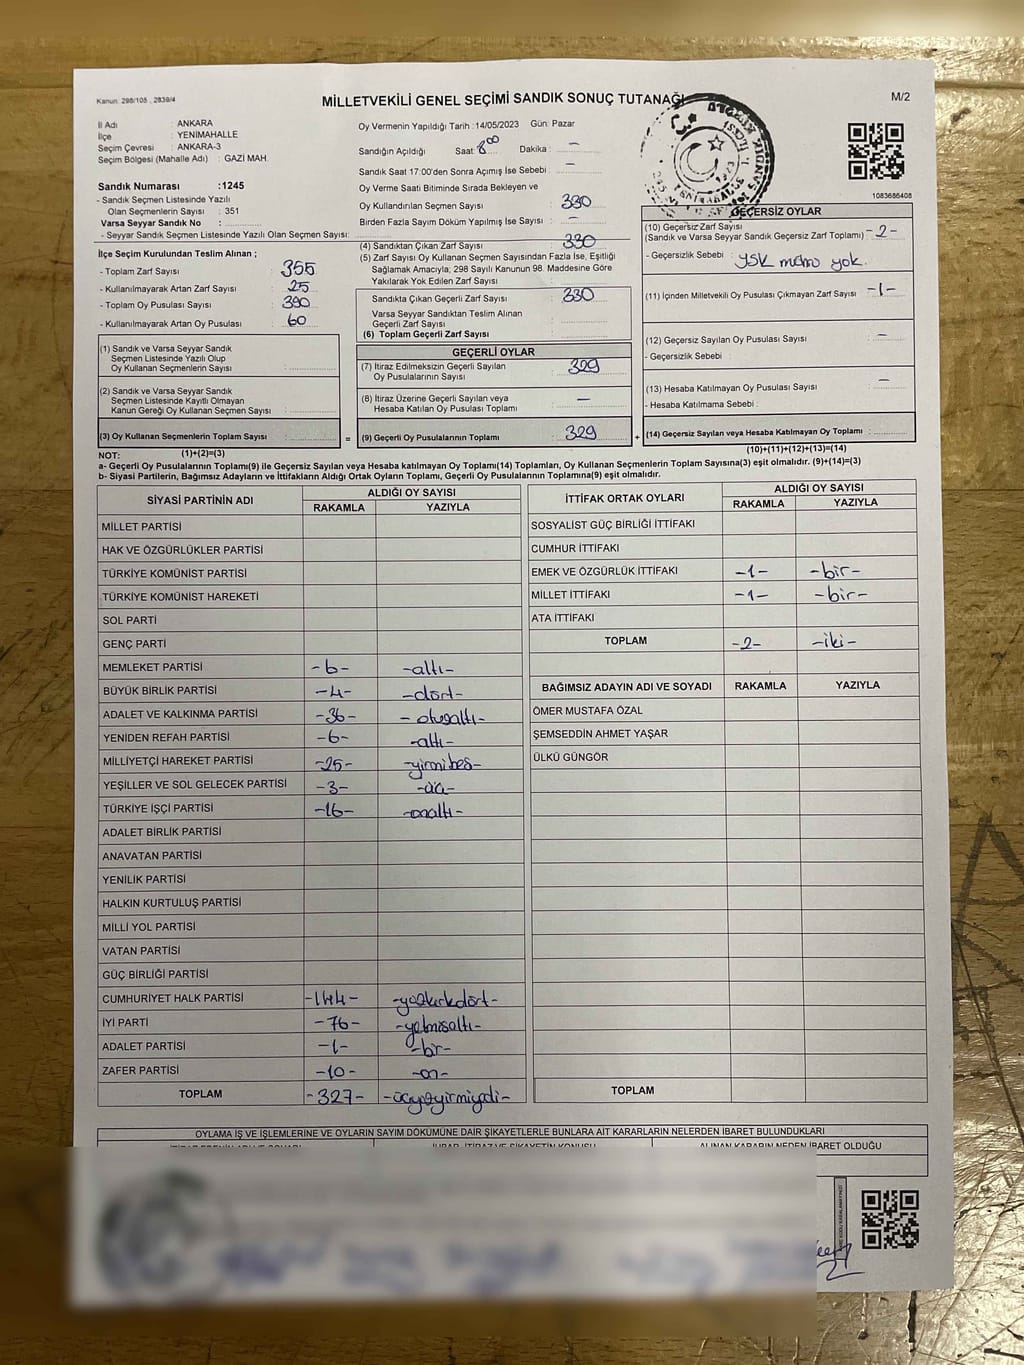 Kanun: 298/105 , 2839/4
MİLLETVEKİLİ GENEL SEÇİMİ SANDIK SONUÇ TUTANAĞI
M/2
İl Adı : ANKARA
İlçe : YENİMAHALLE
Seçim Çevresi : ANKARA-3
Seçim Bölgesi (Mahalle Adı) : GAZİ MAH.
Sandık Numarası :1245
- Sandık Seçmen Listesinde Yazılı
Olan Seçmenlerin Sayısı : 351
Varsa Seyyar Sandık No :
- Seyyar Sandık Seçmen Listesinde Yazılı Olan Seçmen Sayısı:
Oy Vermenin Yapıldığı Tarih :14/05/2023 Gün: Pazar
Sandığın Açıldığı Saat: 8⁰⁰ Dakika : —
Sandık Saat 17:00'den Sonra Açımış İse Sebebi : —
Oy Verme Saati Bitiminde Sırada Bekleyen ve
Oy Kullandırılan Seçmen Sayısı : 330
Birden Fazla Sayım Döküm Yapılmış İse Sayısı : —
1083686408
İlçe Seçim Kurulundan Teslim Alınan ;
- Toplam Zarf Sayısı : 355
- Kullanılmayarak Artan Zarf Sayısı : 25
- Toplam Oy Pusulası Sayısı : 390
- Kullanılmayarak Artan Oy Pusulası : 60
(4) Sandıktan Çıkan Zarf Sayısı : 330
(5) Zarf Sayısı Oy Kullanan Seçmen Sayısından Fazla İse, Eşitliği
Sağlamak Amacıyla, 298 Sayılı Kanunun 98. Maddesine Göre
Yakılarak Yok Edilen Zarf Sayısı :
Sandıkta Çıkan Geçerli Zarf Sayısı : 330
Varsa Seyyar Sandıktan Teslim Alınan
Geçerli Zarf Sayısı :
(6) Toplam Geçerli Zarf Sayısı :
GEÇERSİZ OYLAR
(10) Geçersiz Zarf Sayısı
(Sandık ve Varsa Seyyar Sandık Geçersiz Zarf Toplamı) : -2-
- Geçersizlik Sebebi : YSK mührü yok.
(11) İçinden Milletvekili Oy Pusulası Çıkmayan Zarf Sayısı : -1-
(12) Geçersiz Sayılan Oy Pusulası Sayısı : —
- Geçersizlik Sebebi :
(13) Hesaba Katılmayan Oy Pusulası Sayısı : —
- Hesaba Katılmama Sebebi :
(1) Sandık ve Varsa Seyyar Sandık
Seçmen Listesinde Yazılı Olup
Oy Kullanan Seçmenlerin Sayısı :
(2) Sandık ve Varsa Seyyar Sandık
Seçmen Listesinde Kayıtlı Olmayan
Kanun Gereği Oy Kullanan Seçmen Sayısı :
GEÇERLİ OYLAR
(7) İtiraz Edilmeksizin Geçerli Sayılan
Oy Pusulalarının Sayısı : 329
(8) İtiraz Üzerine Geçerli Sayılan veya
Hesaba Katılan Oy Pusulası Toplamı : —
(3) Oy Kullanan Seçmenlerin Toplam Sayısı : = (9) Geçerli Oy Pusulalarının Toplamı : 329 + (14) Geçersiz Sayılan veya Hesaba Katılmayan Oy Toplamı :
NOT: (1)+(2)=(3) (10)+(11)+(12)+(13)=(14)
a- Geçerli Oy Pusulalarının Toplamı(9) ile Geçersiz Sayılan veya Hesaba katılmayan Oy Toplamı(14) Toplamları, Oy Kullanan Seçmenlerin Toplam Sayısına(3) eşit olmalıdır. (9)+(14)=(3)
b- Siyasi Partilerin, Bağımsız Adayların ve İttifakların Aldığı Ortak Oyların Toplamı, Geçerli Oy Pusulalarının Toplamına(9) eşit olmalıdır.
SİYASİ PARTİNİN ADI ALDIĞI OY SAYISI
RAKAMLA YAZIYLA
MİLLET PARTİSİ
HAK VE ÖZGÜRLÜKLER PARTİSİ
TÜRKİYE KOMÜNİST PARTİSİ
TÜRKİYE KOMÜNİST HAREKETİ
SOL PARTİ
GENÇ PARTİ
MEMLEKET PARTİSİ -6- -altı-
BÜYÜK BİRLİK PARTİSİ -4- -dört-
ADALET VE KALKINMA PARTİSİ -36- -otuzaltı-
YENİDEN REFAH PARTİSİ -6- -altı-
MİLLİYETÇİ HAREKET PARTİSİ -25- -yirmibeş-
YEŞİLLER VE SOL GELECEK PARTİSİ -3- -üç-
TÜRKİYE İŞÇİ PARTİSİ -16- -onaltı-
ADALET BİRLİK PARTİSİ
ANAVATAN PARTİSİ
YENİLİK PARTİSİ
HALKIN KURTULUŞ PARTİSİ
MİLLİ YOL PARTİSİ
VATAN PARTİSİ
GÜÇ BİRLİĞİ PARTİSİ
CUMHURİYET HALK PARTİSİ -144- -yüzkırkdört-
İYİ PARTİ -76- -yetmişaltı-
ADALET PARTİSİ -1- -bir-
ZAFER PARTİSİ -10- -on-
TOPLAM -327- -üçyüzyirmiyedi-
İTTİFAK ORTAK OYLARI ALDIĞI OY SAYISI
RAKAMLA YAZIYLA
SOSYALİST GÜÇ BİRLİĞİ İTTİFAKI
CUMHUR İTTİFAKI
EMEK VE ÖZGÜRLÜK İTTİFAKI -1- -bir-
MİLLET İTTİFAKI -1- -bir-
ATA İTTİFAKI
TOPLAM -2- -iki-
BAĞIMSIZ ADAYIN ADI VE SOYADI RAKAMLA YAZIYLA
ÖMER MUSTAFA ÖZAL
ŞEMSEDDİN AHMET YAŞAR
ÜLKÜ GÜNGÖR
TOPLAM
OYLAMA İŞ VE İŞLEMLERİNE VE OYLARIN SAYIM DÖKÜMÜNE DAİR ŞİKAYETLERLE BUNLARA AİT KARARLARIN NELERDEN İBARET BULUNDUKLARI
İHBAR, İTİRAZ VE ŞİKAYETİN KONUSU ALINAN KARARIN NEDEN İBARET OLDUĞU